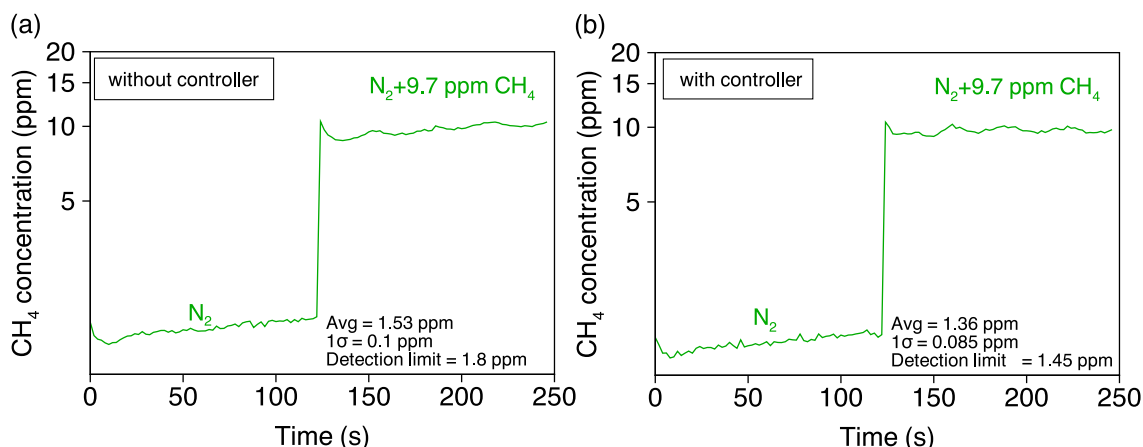 (a)
20
15
10
5
CH₄ concentration (ppm)
without controller
N₂+9.7 ppm CH₄
N₂
Avg = 1.53 ppm
1σ = 0.1 ppm
Detection limit = 1.8 ppm
0 50 100 150 200 250
Time (s)
(b)
20
15
10
5
CH₄ concentration (ppm)
with controller
N₂+9.7 ppm CH₄
N₂
Avg = 1.36 ppm
1σ = 0.085 ppm
Detection limit = 1.45 ppm
0 50 100 150 200 250
Time (s)